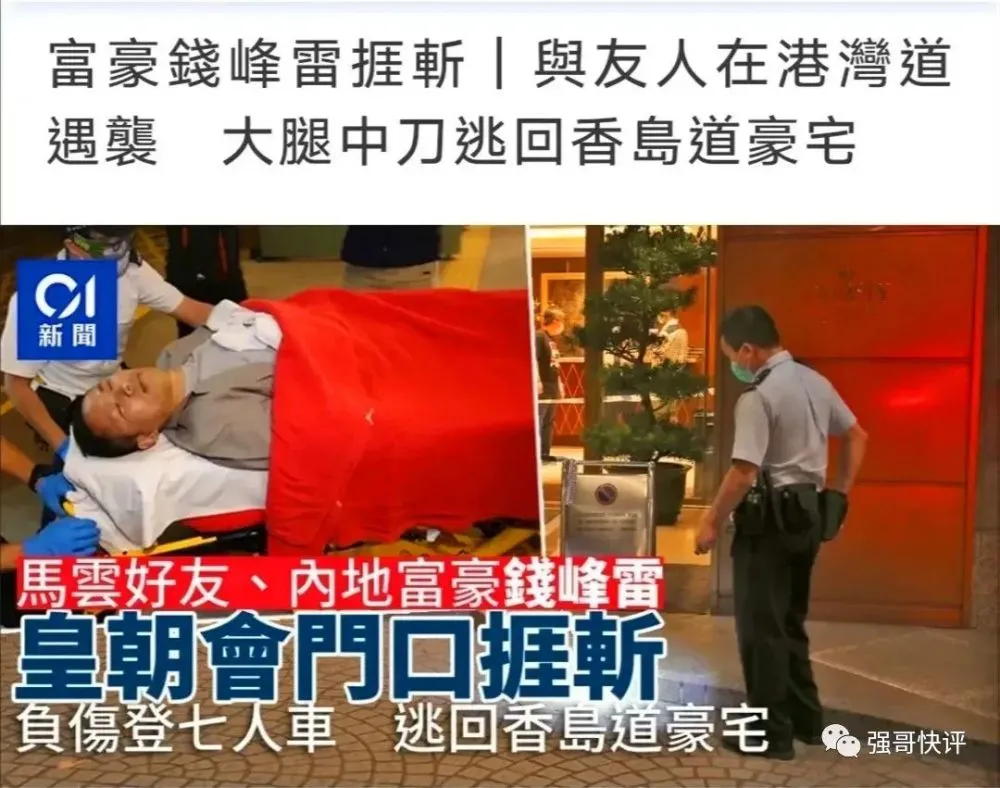 富豪錢峰雷捱斬｜與友人在港灣道
遇襲　大腿中刀逃回香島道豪宅
01
新聞
馬雲好友、內地富豪錢峰雷
皇朝會門口捱斬
負傷登七人車　逃回香島道豪宅
强哥快评